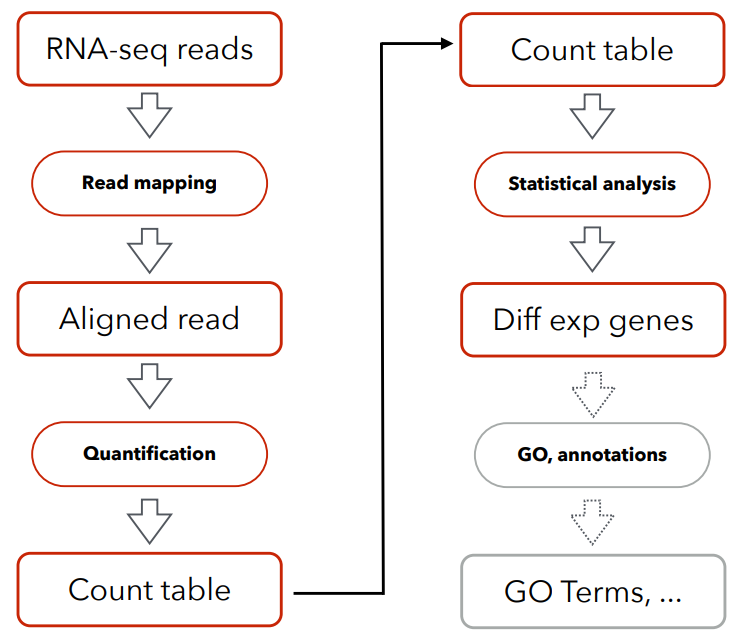 RNA-seq reads
Read mapping
Aligned read
Quantification
Count table
Count table
Statistical analysis
Diff exp genes
GO, annotations
GO Terms, ...